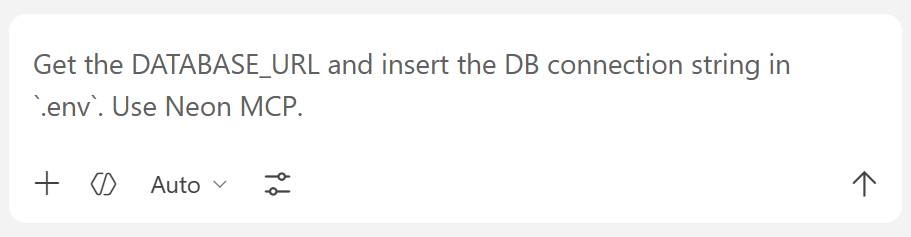 Get the DATABASE_URL and insert the DB connection string in
`.env`. Use Neon MCP.
Auto